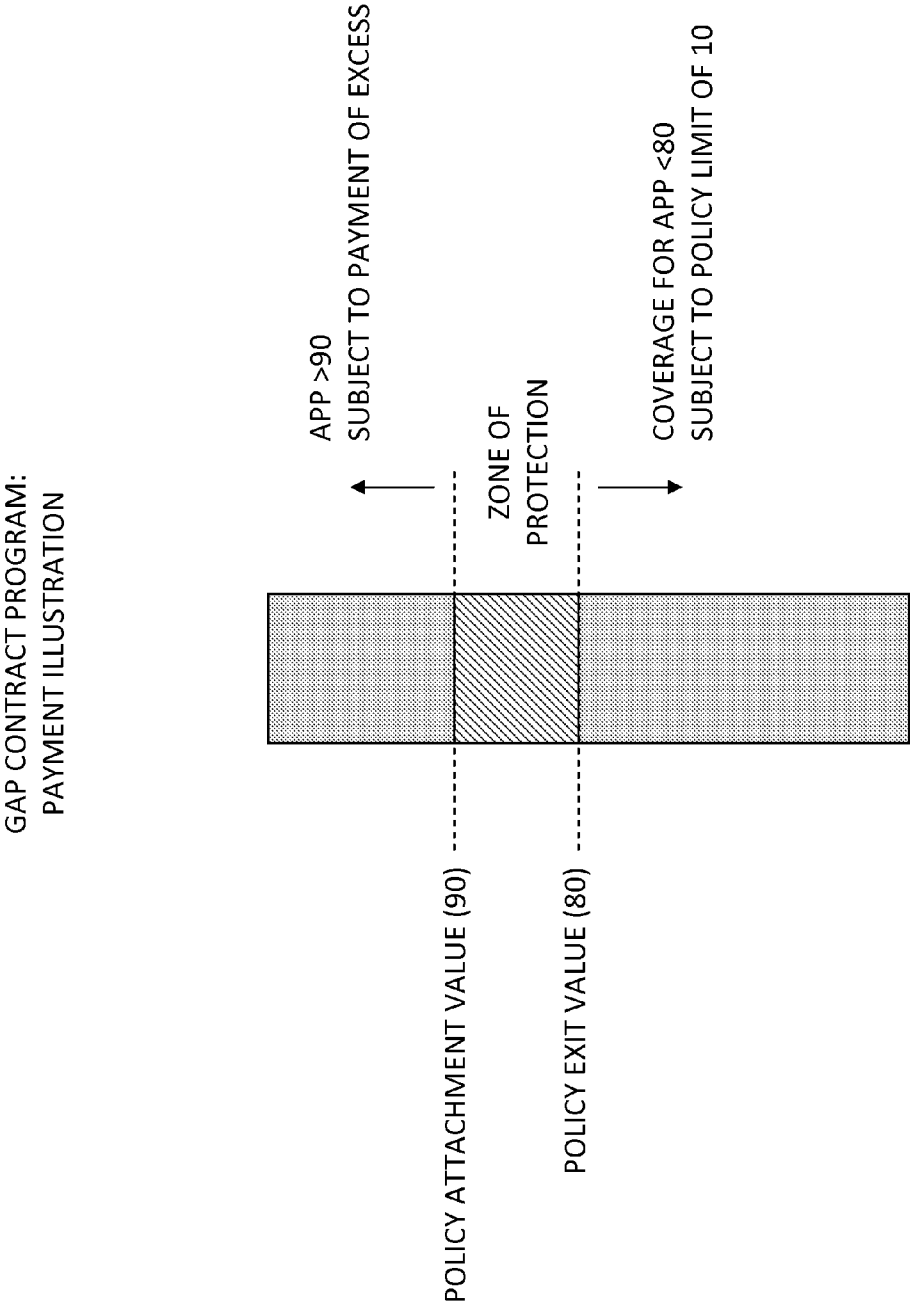 GAP CONTRACT PROGRAM:
PAYMENT ILLUSTRATION
APP >90
SUBJECT TO PAYMENT OF EXCESS
POLICY ATTACHMENT VALUE (90)
ZONE OF
PROTECTION
POLICY EXIT VALUE (80)
COVERAGE FOR APP <80
SUBJECT TO POLICY LIMIT OF 10